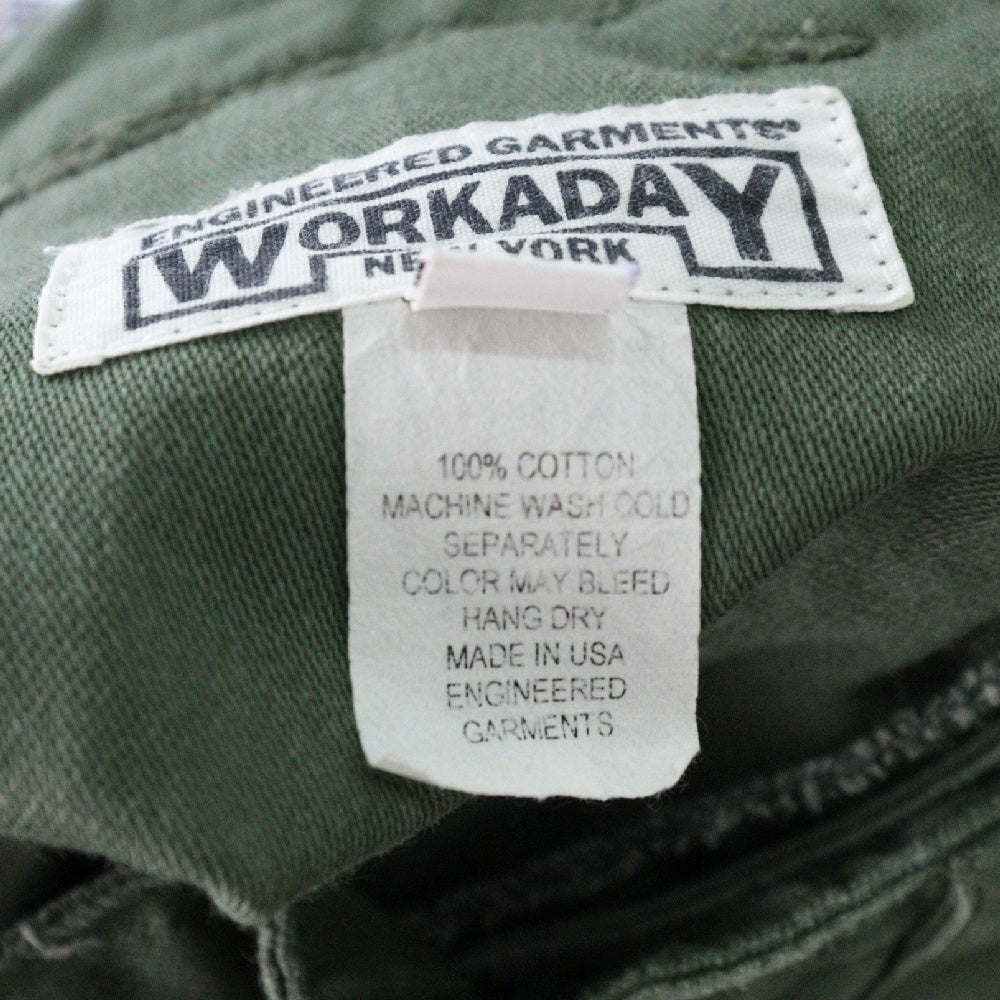 ENGINEERED GARMENTS®
WORKADAY
NEW YORK
100% COTTON
MACHINE WASH COLD
SEPARATELY
COLOR MAY BLEED
HANG DRY
MADE IN USA
ENGINEERED
GARMENTS